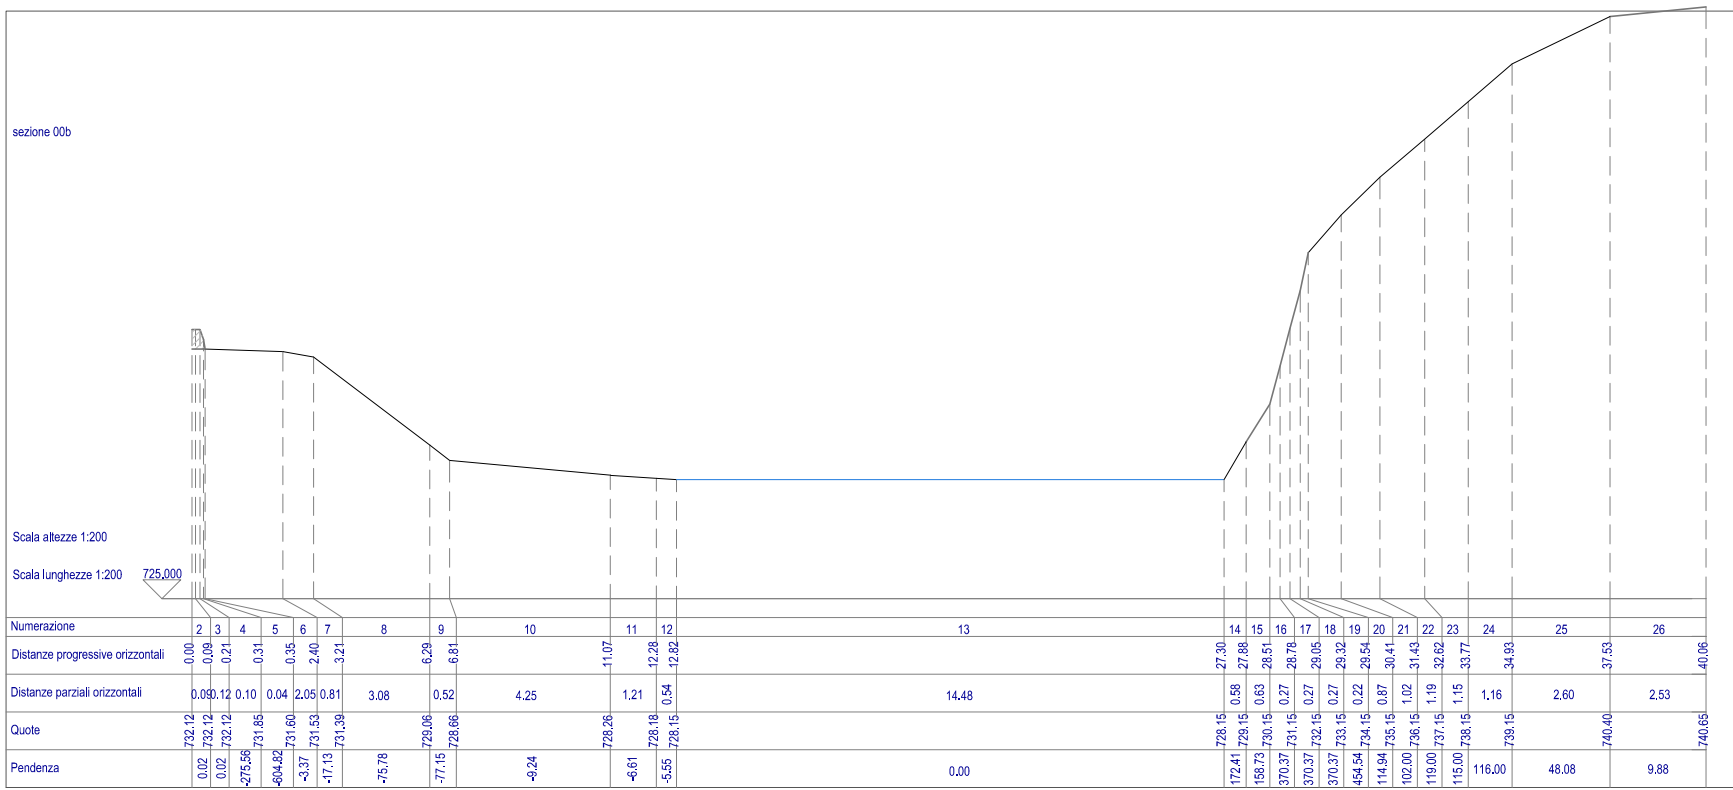 sezione 00b
Scala altezze 1:200
Scala lunghezze 1:200 725.000
Numerazione 2 3 4 5 6 7 8 9 10 11 12 13 14 15 16 17 18 19 20 21 22 23 24 25 26
Distanze progressive orizzontali 0.00 0.09 0.21 0.31 0.35 2.40 3.21 6.29 6.81 11.07 12.28 12.82 27.30 27.88 28.51 28.78 29.05 29.32 29.54 30.41 31.43 32.62 33.77 34.93 37.53 40.06
Distanze parziali orizzontali 0.09 0.12 0.10 0.04 2.05 0.81 3.08 0.52 4.25 1.21 0.54 14.48 0.58 0.63 0.27 0.27 0.27 0.22 0.87 1.02 1.19 1.15 1.16 2.60 2.53
Quote 732.12 732.12 732.12 731.85 731.60 731.53 731.39 729.06 728.66 728.26 728.18 728.15 728.15 729.15 730.15 731.15 732.15 733.15 734.15 735.15 736.15 737.15 738.15 739.15 740.40 740.65
Pendenza 0.02 0.02 -275.56 -604.82 -3.37 -17.13 -75.78 -77.15 -9.24 -6.61 -5.55 0.00 172.41 158.73 370.37 370.37 370.37 454.54 114.94 102.00 119.00 115.00 116.00 48.08 9.88